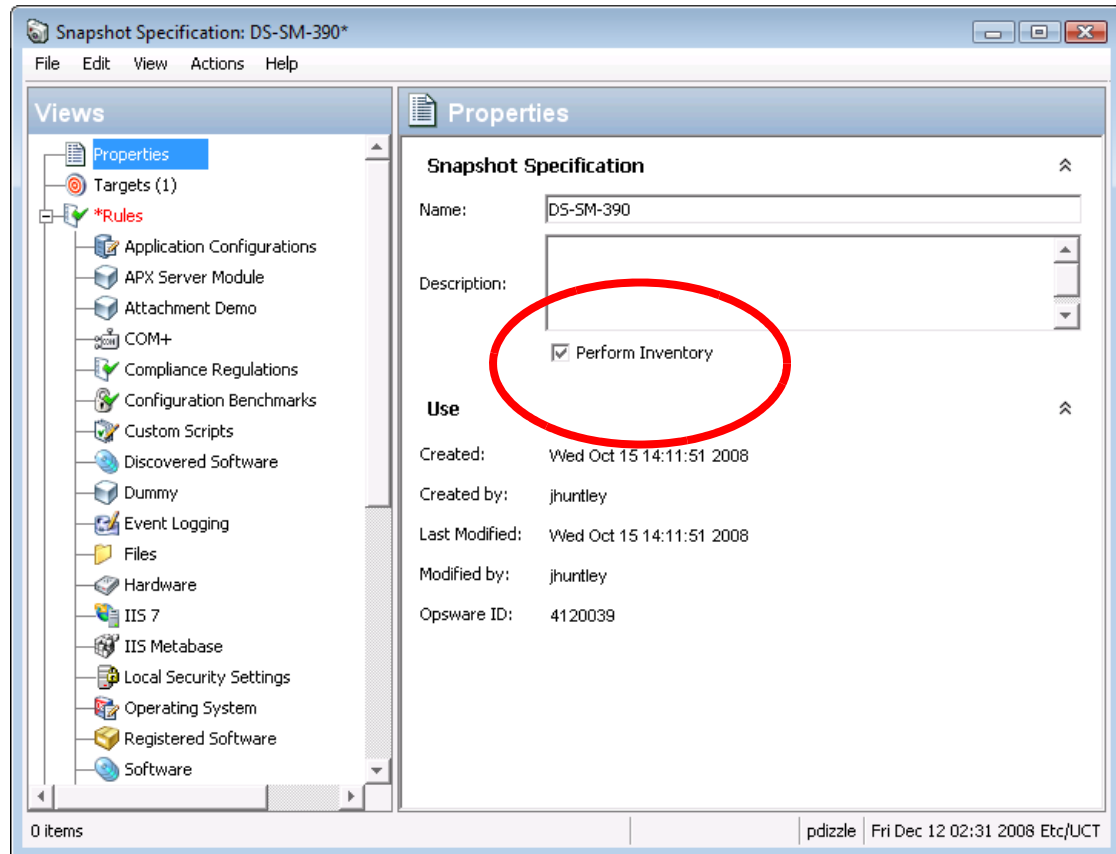 Snapshot Specification: DS-SM-390*
File Edit View Actions Help
Views
Properties
Targets (1)
*Rules
Application Configurations
APX Server Module
Attachment Demo
COM+
Compliance Regulations
Configuration Benchmarks
Custom Scripts
Discovered Software
Dummy
Event Logging
Files
Hardware
IIS 7
IIS Metabase
Local Security Settings
Operating System
Registered Software
Software
Properties
Snapshot Specification
Name: DS-SM-390
Description:
Perform Inventory
Use
Created: Wed Oct 15 14:11:51 2008
Created by: jhuntley
Last Modified: Wed Oct 15 14:11:51 2008
Modified by: jhuntley
Opsware ID: 4120039
0 items
pdizzle Fri Dec 12 02:31 2008 Etc/UCT